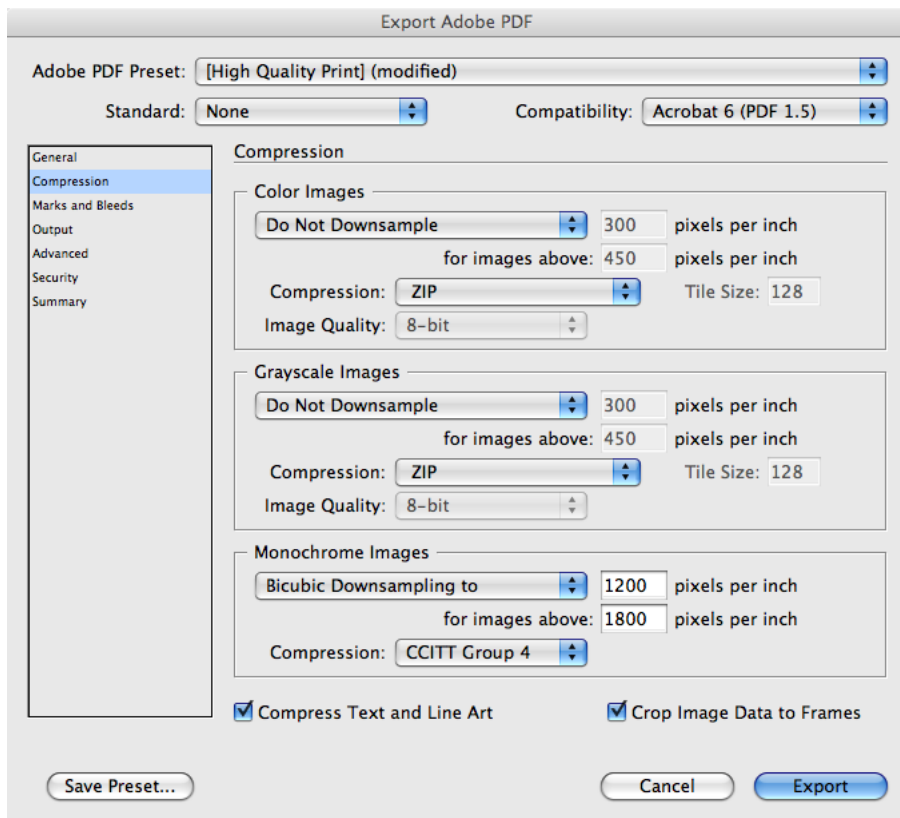 Export Adobe PDF
Adobe PDF Preset: [High Quality Print] (modified)
Standard: None Compatibility: Acrobat 6 (PDF 1.5)
General
Compression
Marks and Bleeds
Output
Advanced
Security
Summary
Compression
Color Images
Do Not Downsample 300 pixels per inch
for images above: 450 pixels per inch
Compression: ZIP Tile Size: 128
Image Quality: 8-bit
Grayscale Images
Do Not Downsample 300 pixels per inch
for images above: 450 pixels per inch
Compression: ZIP Tile Size: 128
Image Quality: 8-bit
Monochrome Images
Bicubic Downsampling to 1200 pixels per inch
for images above: 1800 pixels per inch
Compression: CCITT Group 4
Compress Text and Line Art Crop Image Data to Frames
Save Preset... Cancel Export